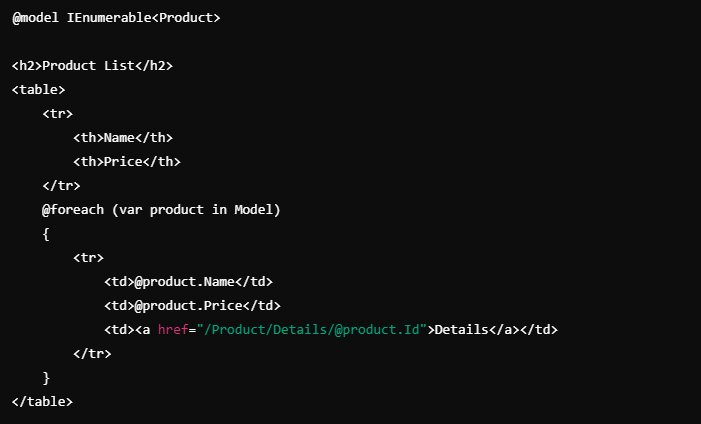 @model IEnumerable<Product>
<h2>Product List</h2>
<table>
    <tr>
        <th>Name</th>
        <th>Price</th>
    </tr>
    @foreach (var product in Model)
    {
        <tr>
            <td>@product.Name</td>
            <td>@product.Price</td>
            <td><a href="/Product/Details/@product.Id">Details</a></td>
        </tr>
    }
</table>